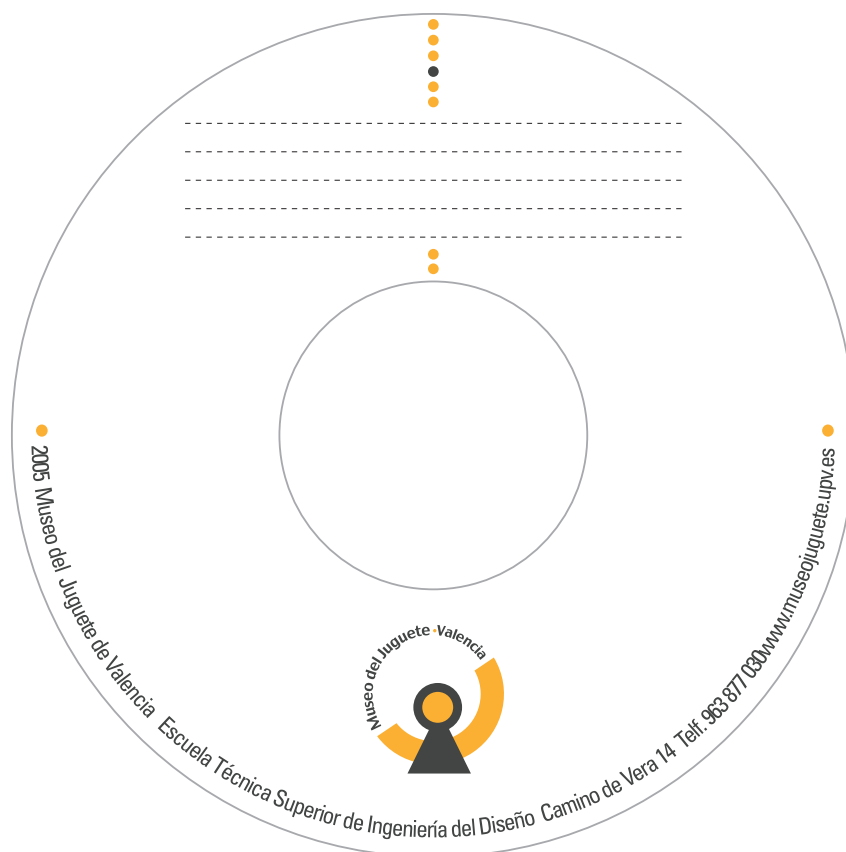 Museo del Juguete·Valencia
2005 Museo del Juguete de Valencia Escuela Técnica Superior de Ingeniería del Diseño Camino de Vera 14 Telf. 963 877 030 www.museojuguete.upv.es